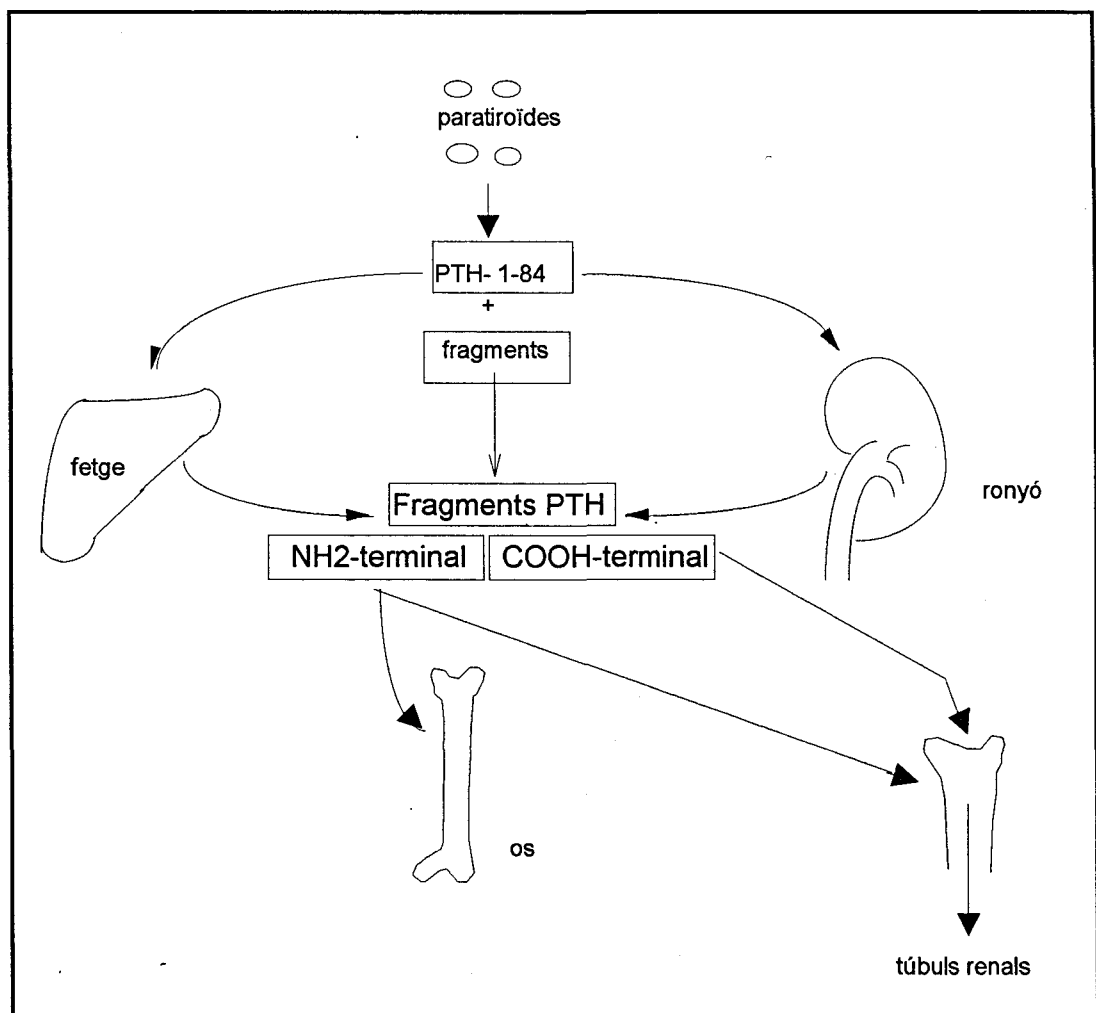 paratiroïdes
PTH- 1-84
+
fragments
fetge
ronyó
Fragments PTH
NH2-terminal
COOH-terminal
os
túbuls renals